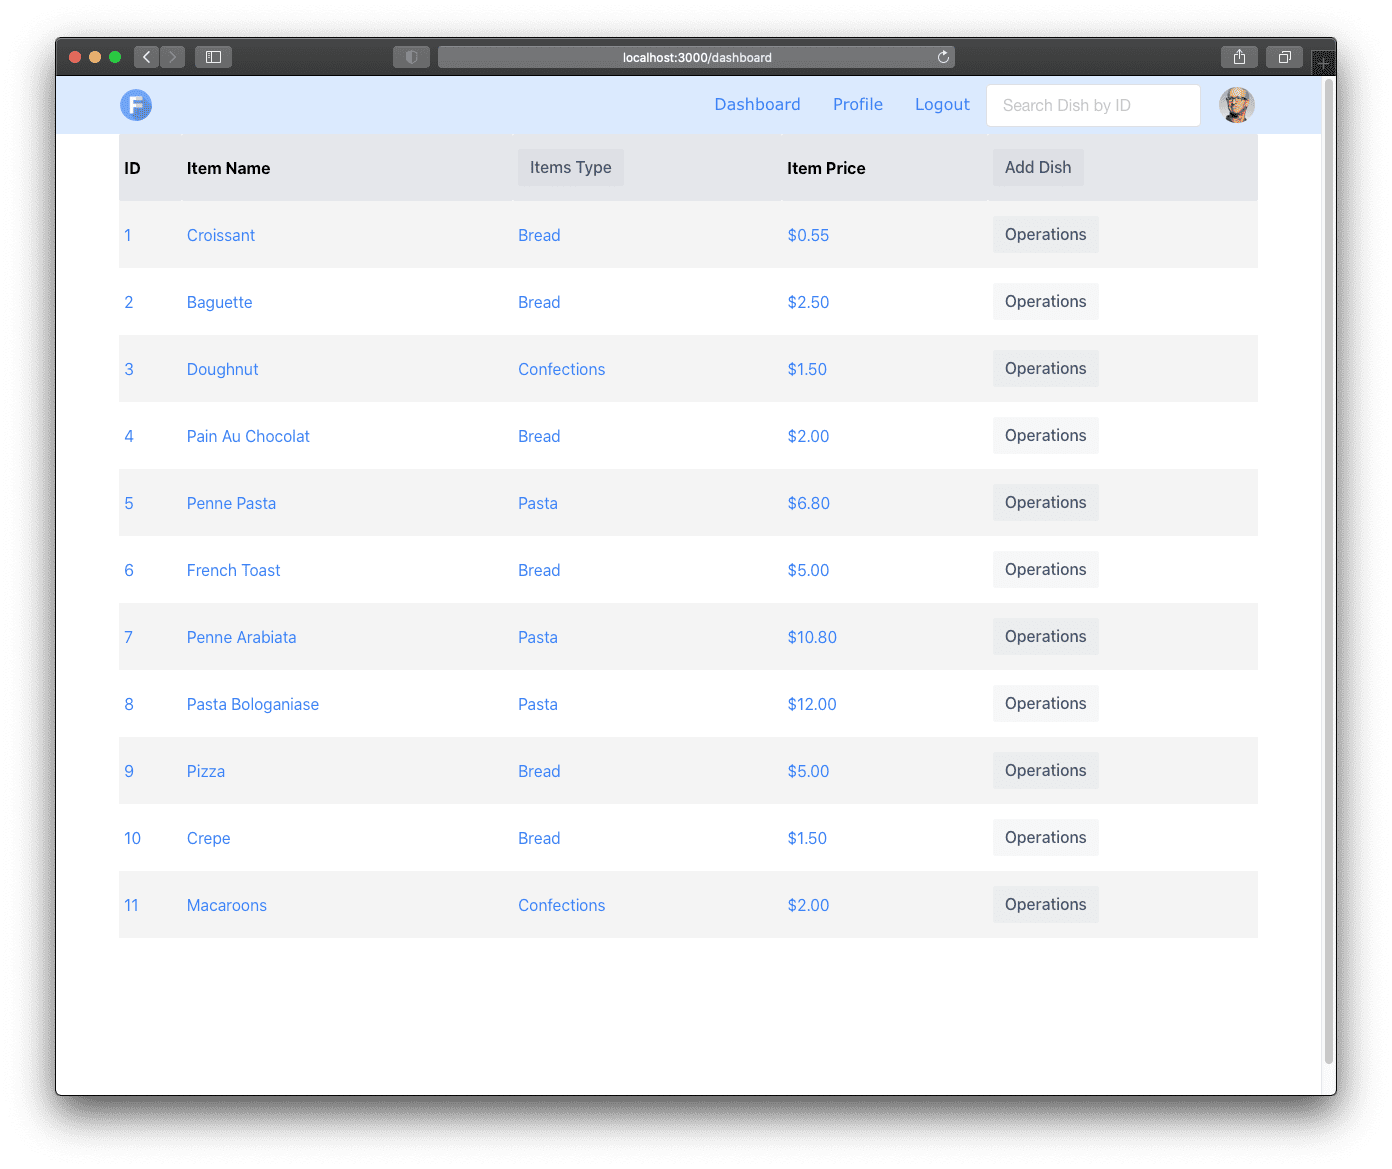 localhost:3000/dashboard
F Dashboard Profile Logout Search Dish by ID
ID Item Name Items Type Item Price Add Dish
1 Croissant Bread $0.55 Operations
2 Baguette Bread $2.50 Operations
3 Doughnut Confections $1.50 Operations
4 Pain Au Chocolat Bread $2.00 Operations
5 Penne Pasta Pasta $6.80 Operations
6 French Toast Bread $5.00 Operations
7 Penne Arabiata Pasta $10.80 Operations
8 Pasta Bologaniase Pasta $12.00 Operations
9 Pizza Bread $5.00 Operations
10 Crepe Bread $1.50 Operations
11 Macaroons Confections $2.00 Operations